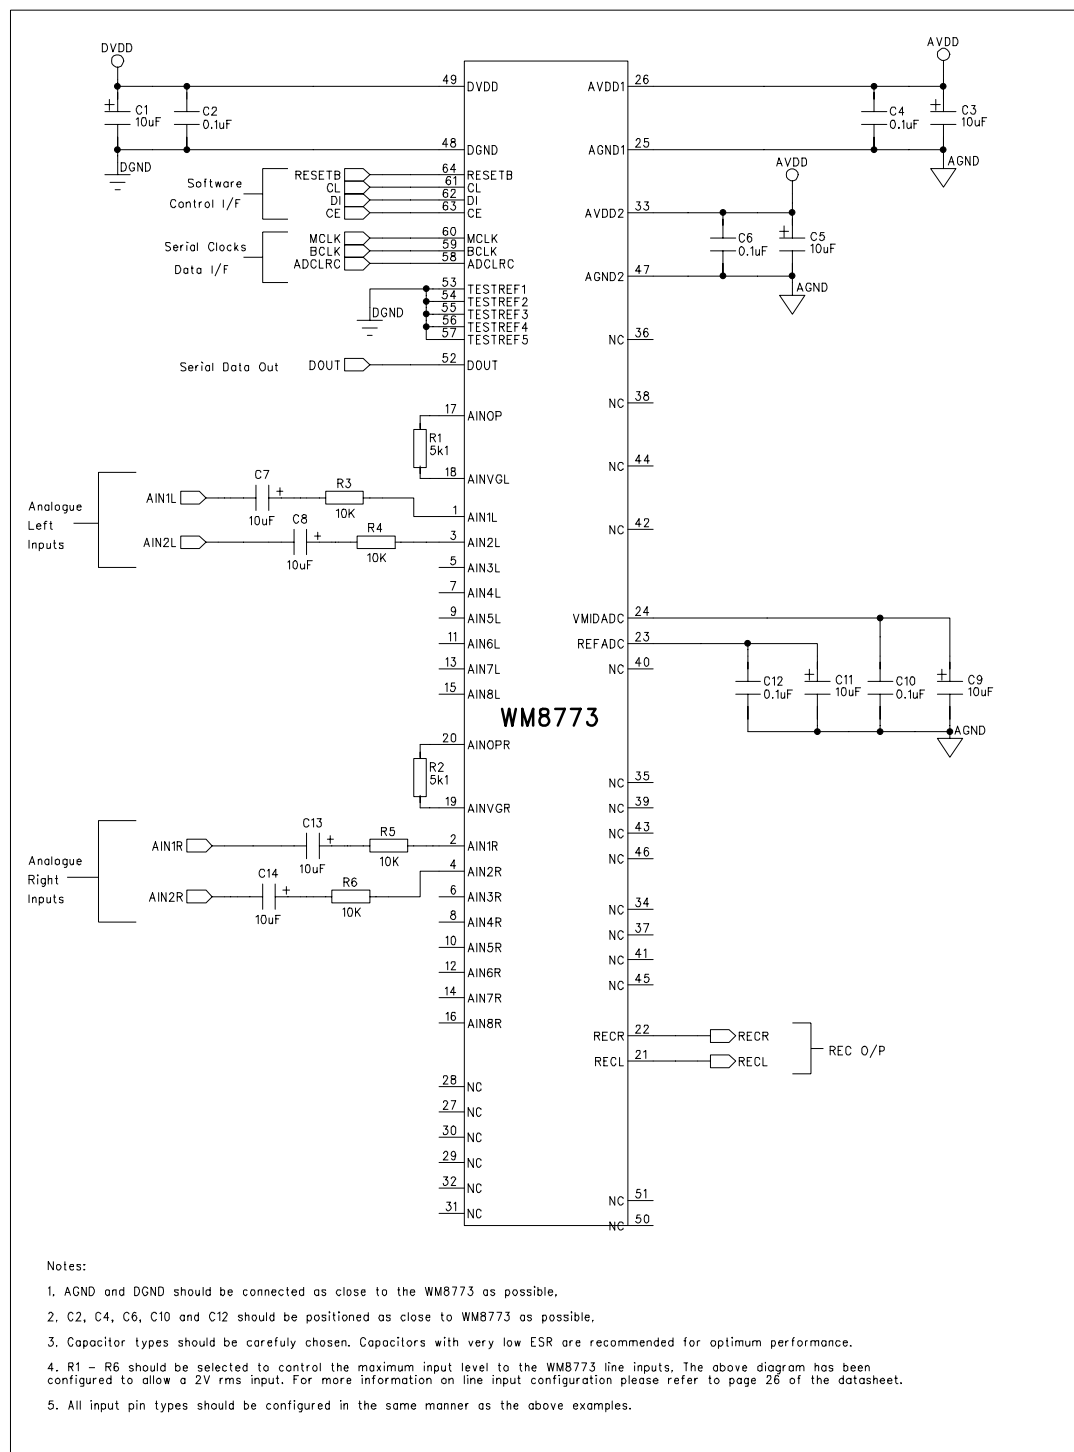 DVDD
C1
10uF
C2
0.1uF
DGND
49 DVDD
48 DGND
Software
Control I/F
RESETB 64 RESETB
CL 61 CL
DI 62 DI
CE 63 CE
Serial Clocks
Data I/F
MCLK 60 MCLK
BCLK 59 BCLK
ADCLRC 58 ADCLRC
53 TESTREF1
54 TESTREF2
55 TESTREF3
56 TESTREF4
57 TESTREF5
DGND
Serial Data Out DOUT 52 DOUT
17 AINOP
R1
5k1
18 AINVGL
Analogue
Left
Inputs
AIN1L C7 + 10uF R3 10K 1 AIN1L
AIN2L C8 + 10uF R4 10K 3 AIN2L
5 AIN3L
7 AIN4L
9 AIN5L
11 AIN6L
13 AIN7L
15 AIN8L
WM8773
20 AINOPR
R2
5k1
19 AINVGR
Analogue
Right
Inputs
AIN1R C13 + 10uF R5 10K 2 AIN1R
AIN2R C14 + 10uF R6 10K 4 AIN2R
6 AIN3R
8 AIN4R
10 AIN5R
12 AIN6R
14 AIN7R
16 AIN8R
28 NC
27 NC
30 NC
29 NC
32 NC
31 NC
AVDD
AVDD1 26
C4
0.1uF
C3
10uF
AGND1 25
AGND
AVDD
AVDD2 33
C6
0.1uF
C5
10uF
AGND2 47
AGND
NC 36
NC 38
NC 44
NC 42
VMIDADC 24
REFADC 23
NC 40
C12
0.1uF
C11
10uF
C10
0.1uF
C9
10uF
AGND
NC 35
NC 39
NC 43
NC 46
NC 34
NC 37
NC 41
NC 45
RECR 22 RECR
RECL 21 RECL
REC O/P
NC 51
NC 50
Notes:
1. AGND and DGND should be connected as close to the WM8773 as possible.
2. C2, C4, C6, C10 and C12 should be positioned as close to WM8773 as possible.
3. Capacitor types should be carefuly chosen. Capacitors with very low ESR are recommended for optimum performance.
4. R1 - R6 should be selected to control the maximum input level to the WM8773 line inputs. The above diagram has been
configured to allow a 2V rms input. For more information on line input configuration please refer to page 26 of the datasheet.
5. All input pin types should be configured in the same manner as the above examples.